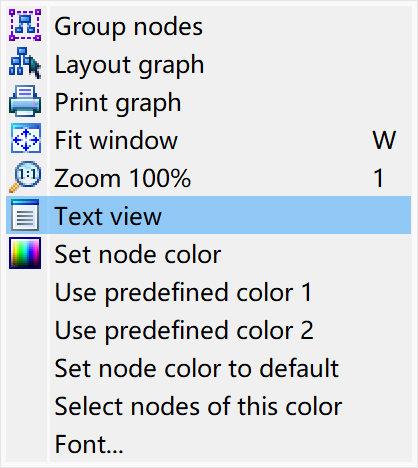 Group nodes
Layout graph
Print graph
Fit window W
Zoom 100% 1
Text view
Set node color
Use predefined color 1
Use predefined color 2
Set node color to default
Select nodes of this color
Font...